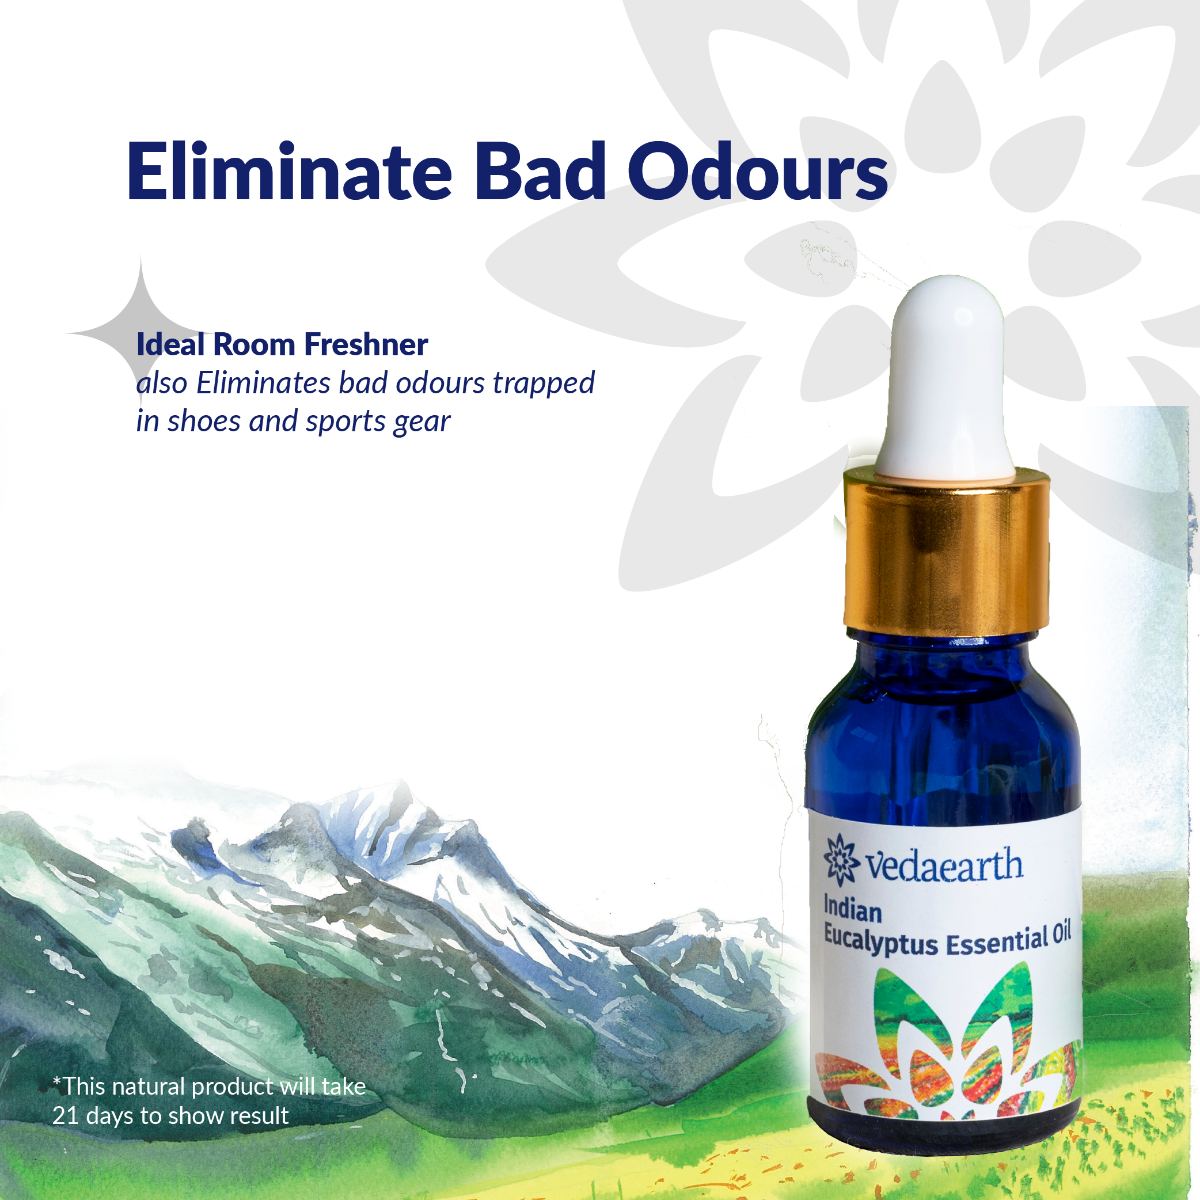 Eliminate Bad Odours
Ideal Room Freshner
also Eliminates bad odours trapped
in shoes and sports gear
vedaearth
Indian
Eucalyptus Essential Oil
*This natural product will take
21 days to show result